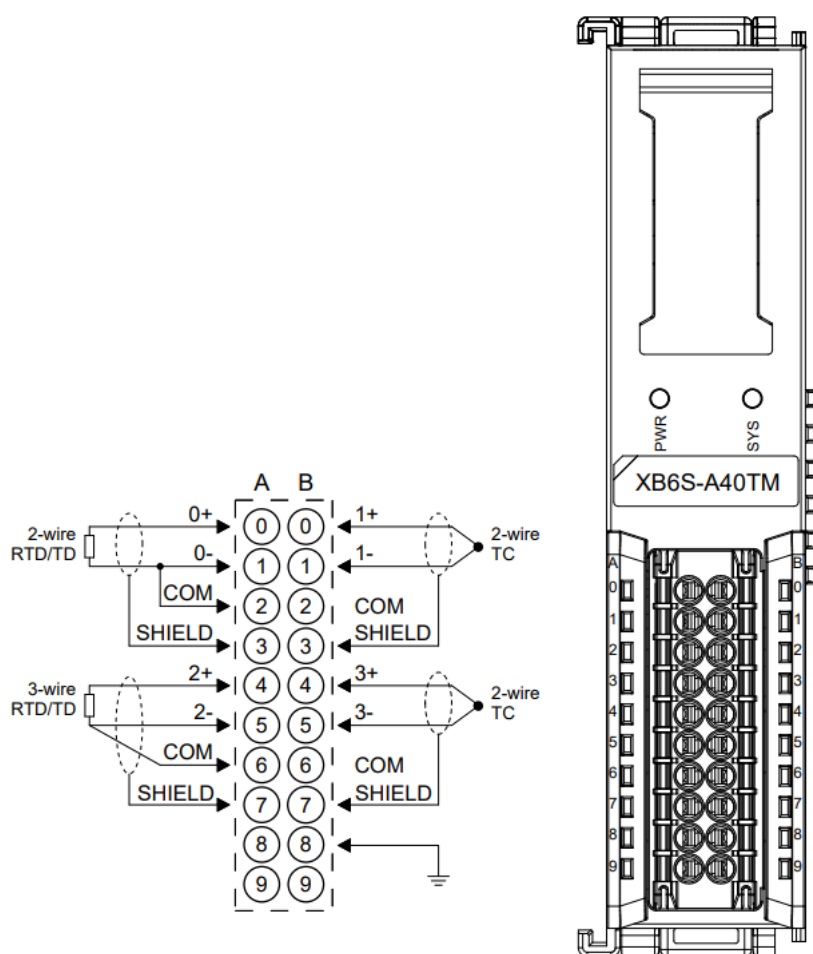 PWR
SYS
XB6S-A40TM
A B
0+ 0 0 1+
2-wire
RTD/TD
2-wire
TC
0- 1 1 1-
COM 2 2 COM
SHIELD 3 3 SHIELD
2+ 4 4 3+
3-wire
RTD/TD
2-wire
TC
2- 5 5 3-
COM 6 6 COM
SHIELD 7 7 SHIELD
8 8
9 9
A B
0 0
1 1
2 2
3 3
4 4
5 5
6 6
7 7
8 8
9 9